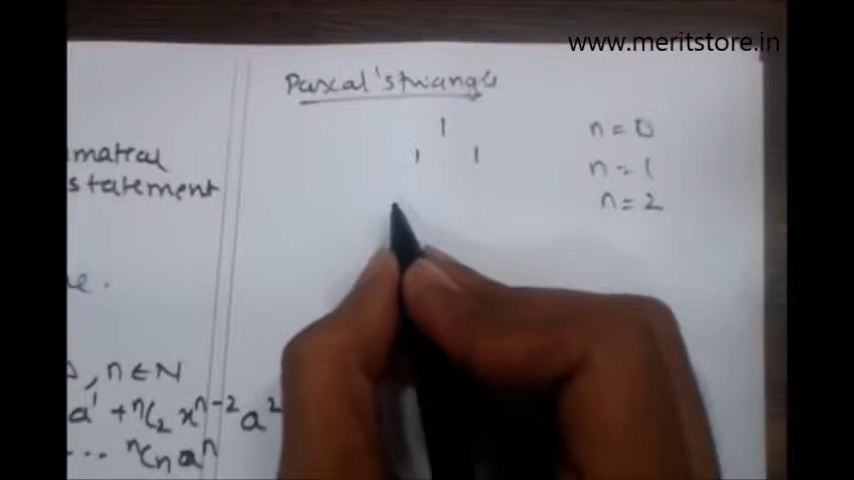 www.meritstore.in
Pascal's triangle
1 n = 0
1 1 n = 1
n = 2
statement
, n ∈ N
a¹ + ⁿC₂ xⁿ⁻² a²
... ⁿCₙ aⁿ